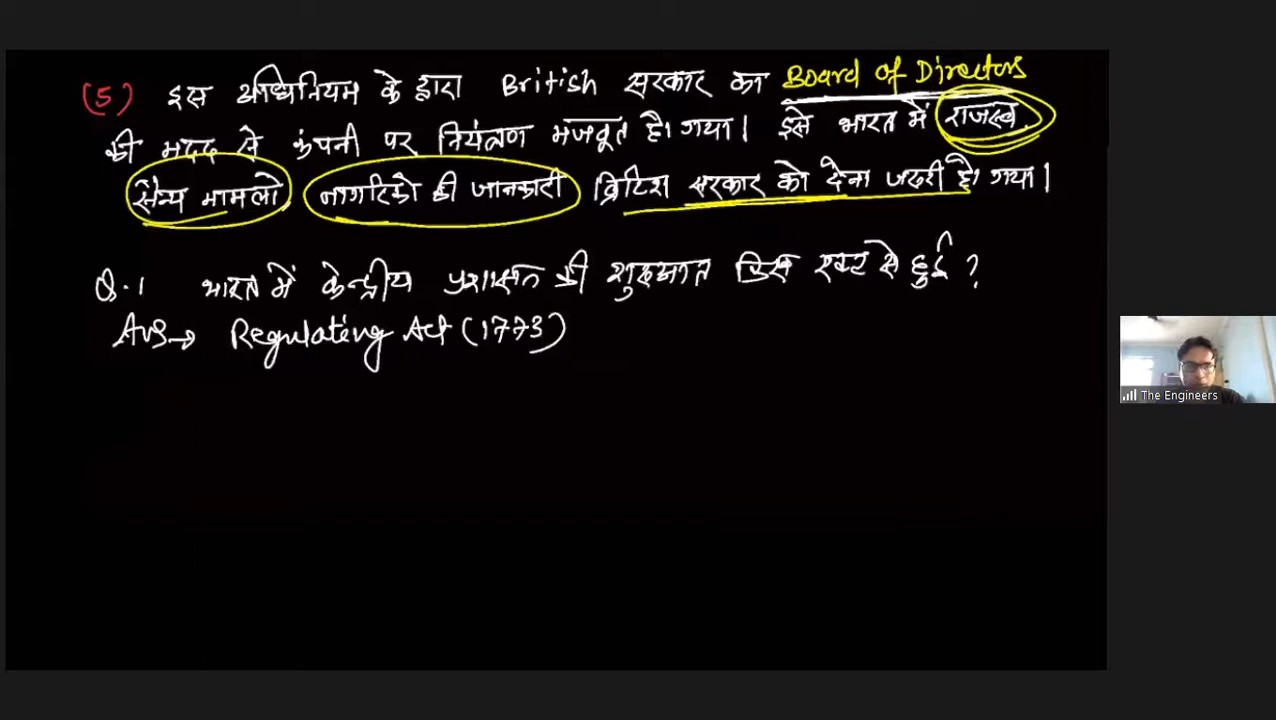 (5) इस अधिनियम के द्वारा British सरकार का Board of Directors
की मदद से कंपनी पर नियंत्रण मजबूत हो गया। इसे भारत में राजस्व,
सैन्य मामलो, नागरिको की जानकारी ब्रिटिश सरकार को देना जरुरी हो गया।
Q.1 भारत में केन्द्रीय प्रशासन की शुरुआत किस एक्ट से हुई ?
Ans → Regulating Act (1773)
The Engineers